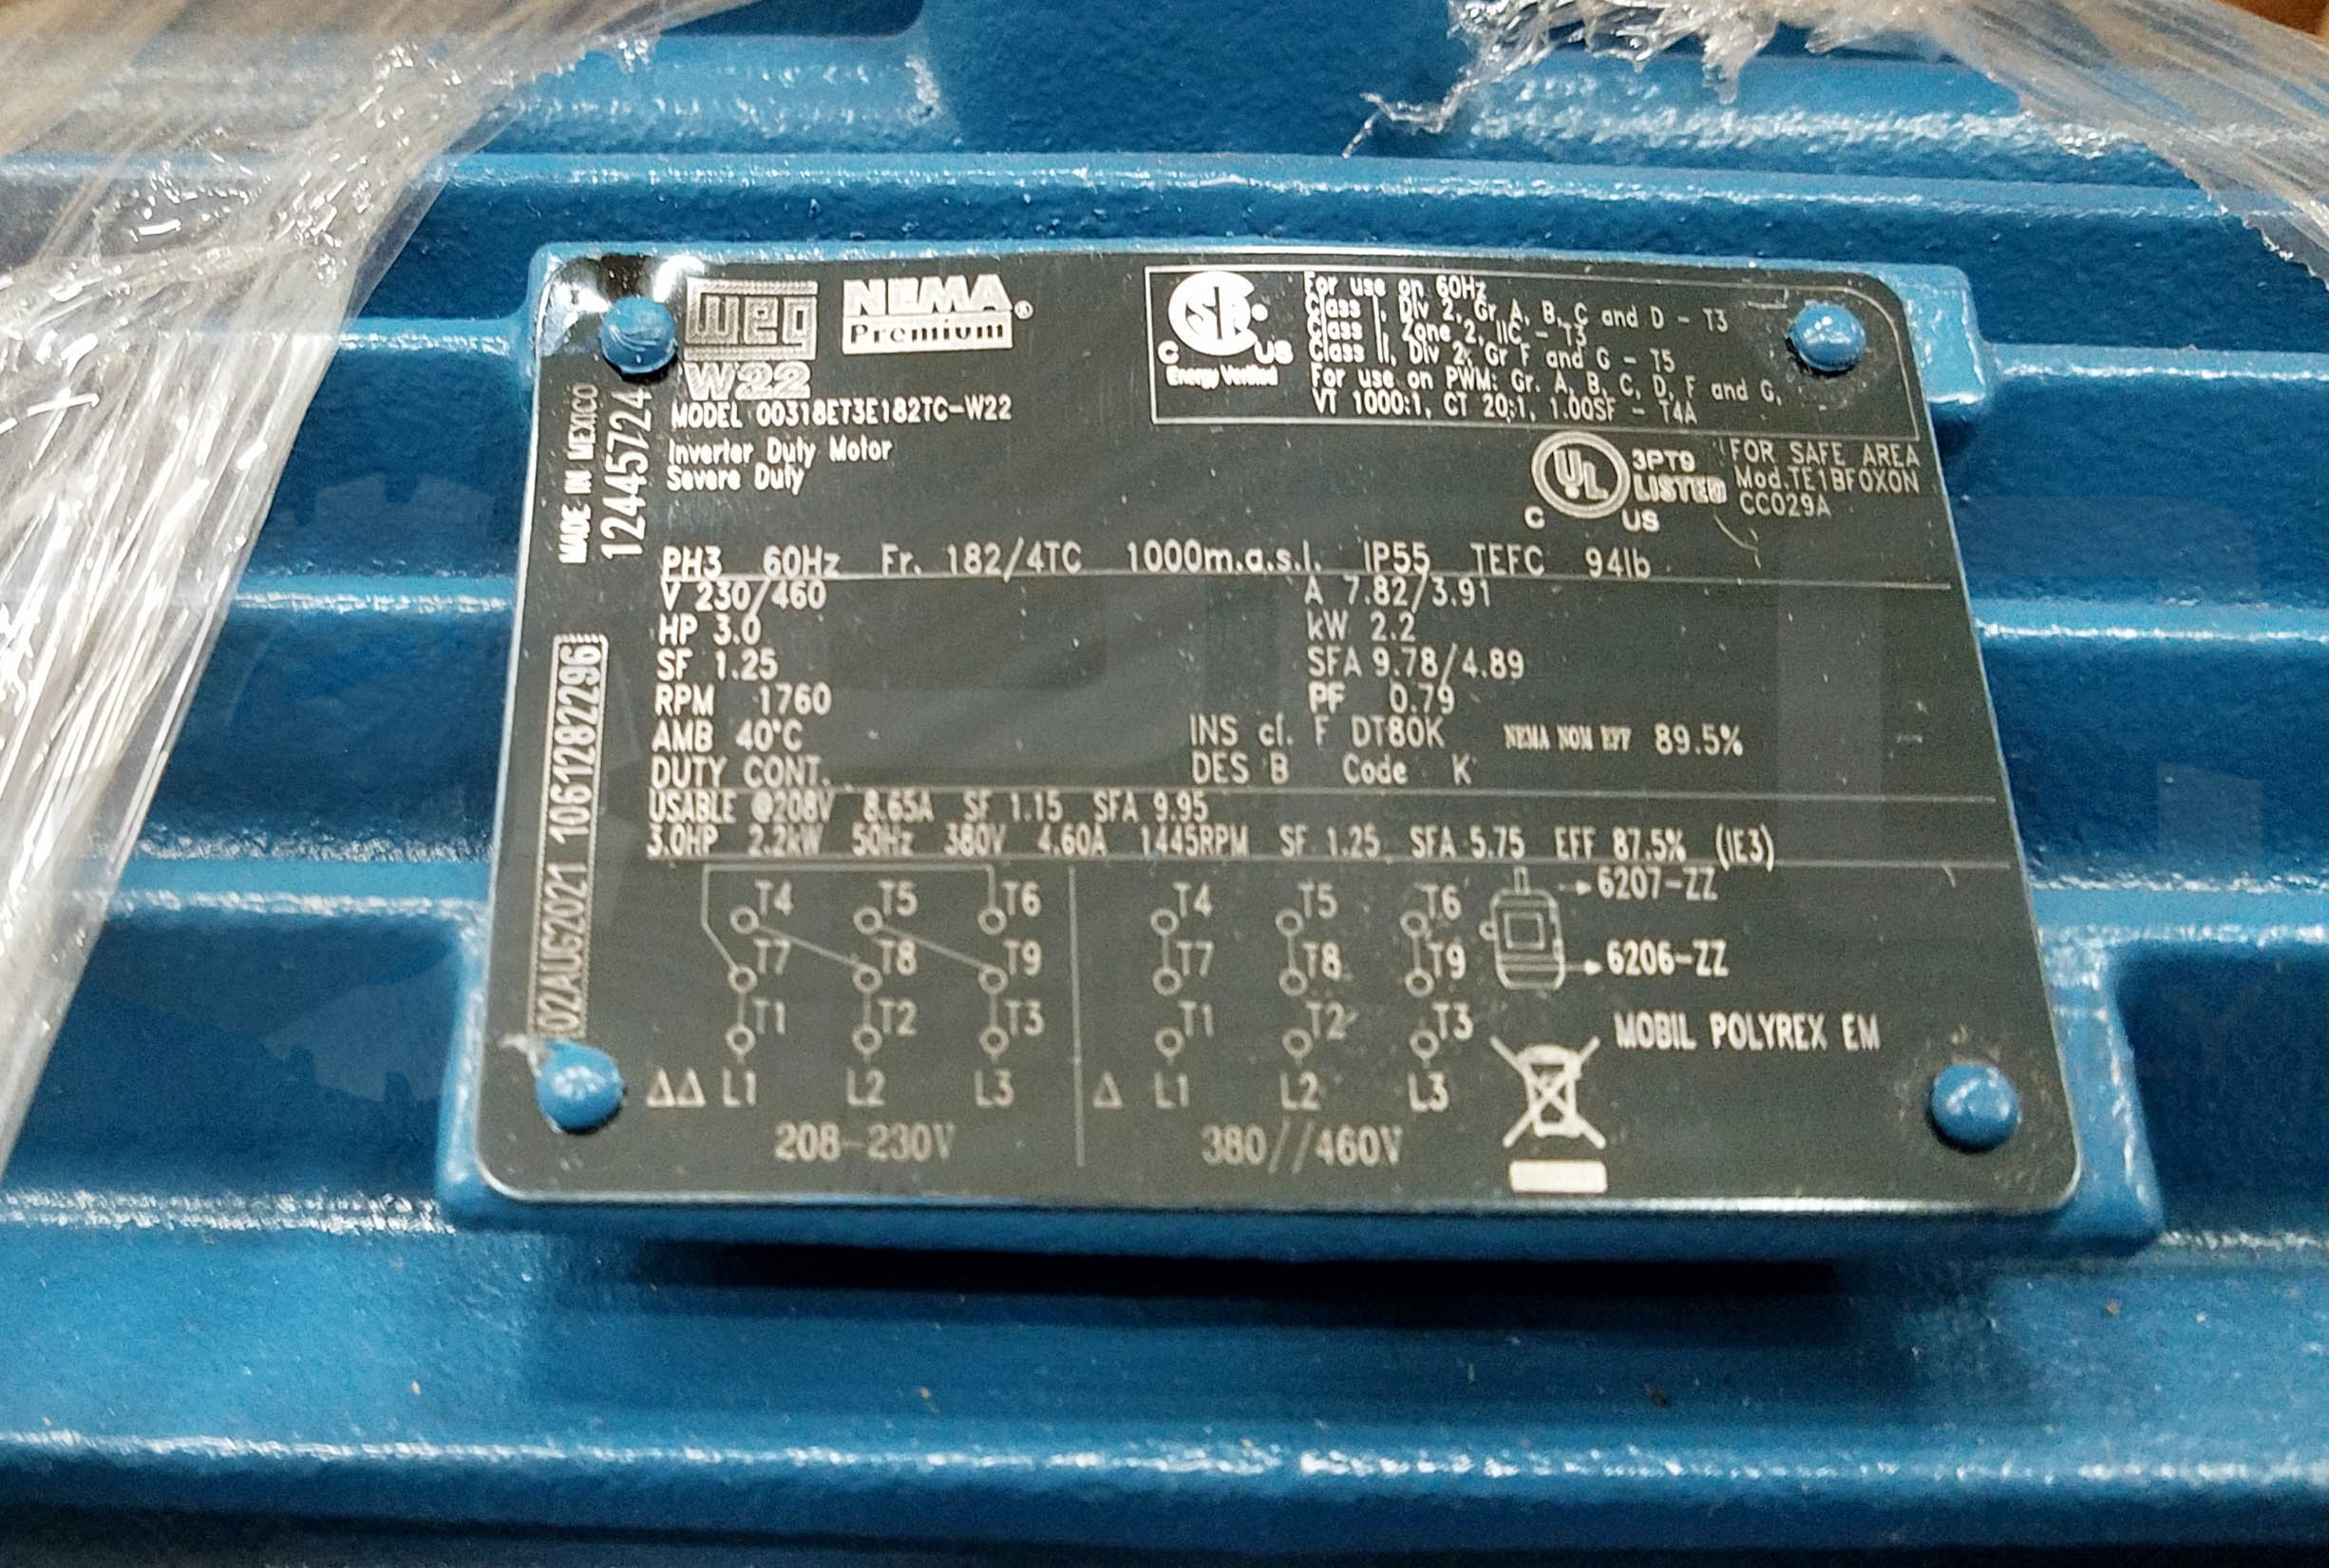 weg
W22
NEMA®
Premium
MODEL 00318ET3E182TC-W22
Inverter Duty Motor
Severe Duty
MADE IN MEXICO
12445724
02AUG2021 1061282296
C US
Energy Verified
For use on 60Hz
Class I, Div 2, Gr A, B, C and D - T3
Class I, Zone 2, IIC - T3
Class II, Div 2, Gr F and G - T5
For use on PWM: Gr. A, B, C, D, F and G,
VT 1000:1, CT 20:1, 1.00SF - T4A
C UL US
3PT9
LISTED
FOR SAFE AREA
Mod.TE1BF0X0N
CC029A
PH3 60Hz Fr. 182/4TC 1000m.a.s.l. IP55 TEFC 94lb
V 230/460 A 7.82/3.91
HP 3.0 kW 2.2
SF 1.25 SFA 9.78/4.89
RPM 1760 PF 0.79
AMB 40°C INS cl. F DT80K NEMA NOM EFF 89.5%
DUTY CONT. DES B Code K
USABLE @208V 8.65A SF 1.15 SFA 9.95
3.0HP 2.2kW 50Hz 380V 4.60A 1445RPM SF 1.25 SFA 5.75 EFF 87.5% (IE3)
T4 T5 T6
T7 T8 T9
T1 T2 T3
ΔΔ L1 L2 L3
208-230V
T4 T5 T6
T7 T8 T9
T1 T2 T3
Δ L1 L2 L3
380//460V
6207-ZZ
6206-ZZ
MOBIL POLYREX EM